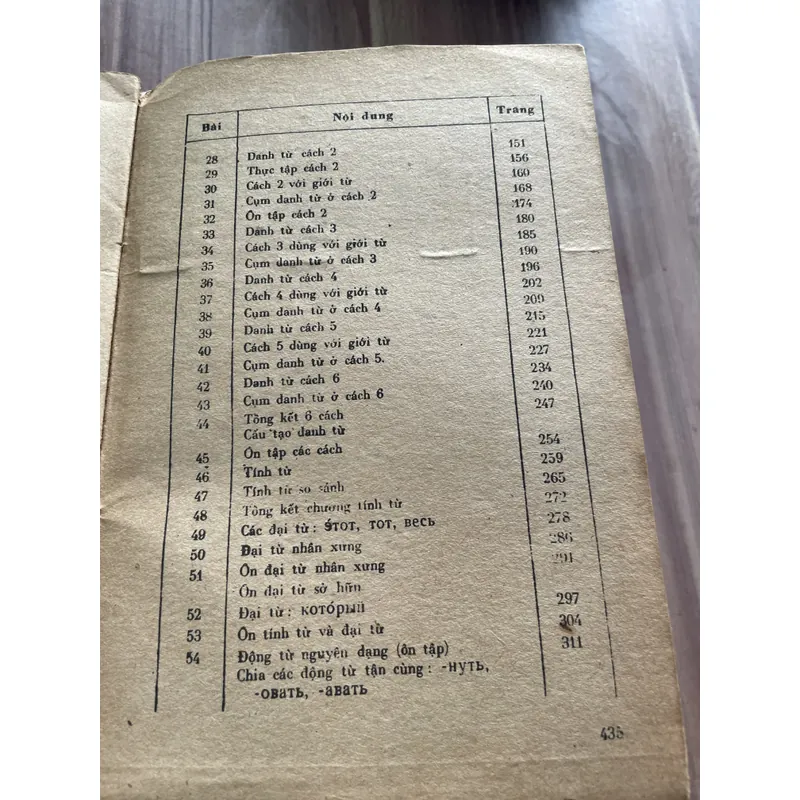 Bài Nội dung Trang
28 Danh từ cách 2 151
29 Thực tập cách 2 156
30 Cách 2 với giới từ 160
31 Cụm danh từ ở cách 2 168
32 Ôn tập cách 2 174
33 Danh từ cách 3 180
34 Cách 3 dùng với giới từ 185
35 Cụm danh từ ở cách 3 190
36 Danh từ cách 4 196
37 Cách 4 dùng với giới từ 202
38 Cụm danh từ ở cách 4 209
39 Danh từ cách 5 215
40 Cách 5 dùng với giới từ 221
41 Cụm danh từ ở cách 5. 227
42 Danh từ cách 6 234
43 Cụm danh từ ở cách 6 240
44 Tổng kết 6 cách 247
Cấu tạo danh từ
45 Ôn tập các cách 254
46 Tính từ 259
47 Tính từ so sánh 265
48 Tổng kết chương tính từ 272
49 Các đại từ : э́тот, тот, весь 278
50 Đại từ nhân xưng 286
51 Ôn đại từ nhân xưng 291
Ôn đại từ sở hữu
52 Đại từ : кото́рый 297
53 Ôn tính từ và đại từ 304
54 Động từ nguyên dạng (ôn tập) 311
Chia các động từ tận cùng : -нуть,
-овать, -авать
435